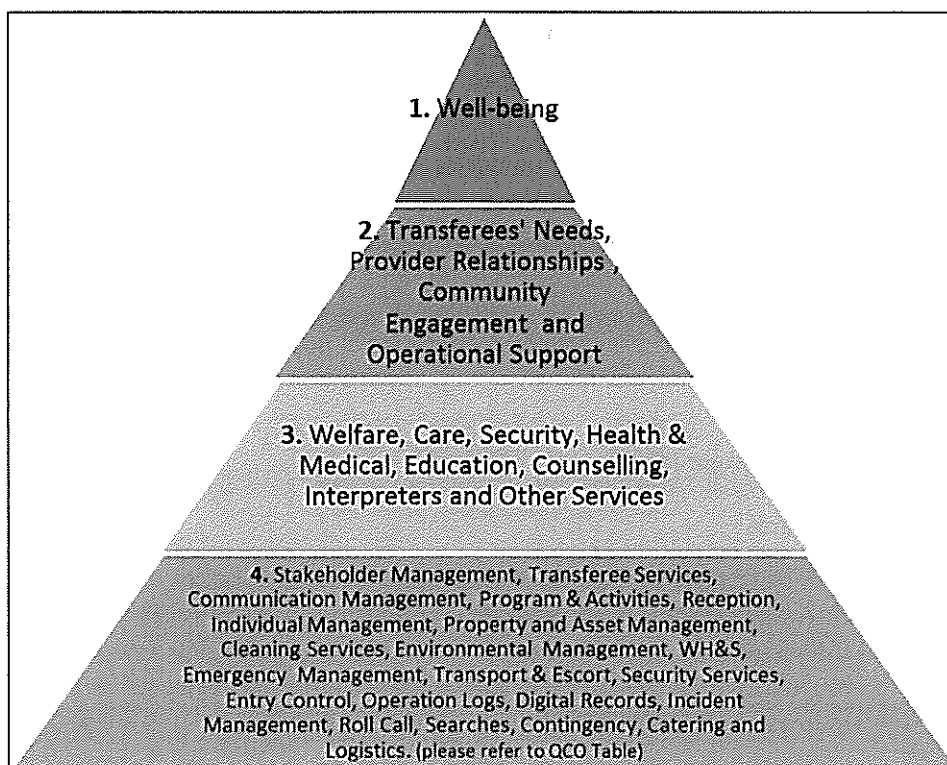 1. Well-being
2. Transferees' Needs,
Provider Relationships ,
Community
Engagement and
Operational Support
3. Welfare, Care, Security, Health &
Medical, Education, Counselling,
Interpreters and Other Services
4. Stakeholder Management, Transferee Services,
Communication Management, Program & Activities, Reception,
Individual Management, Property and Asset Management,
Cleaning Services, Environmental Management, WH&S,
Emergency Management, Transport & Escort, Security Services,
Entry Control, Operation Logs, Digital Records, Incident
Management, Roll Call, Searches, Contingency, Catering and
Logistics. (please refer to QCO Table)